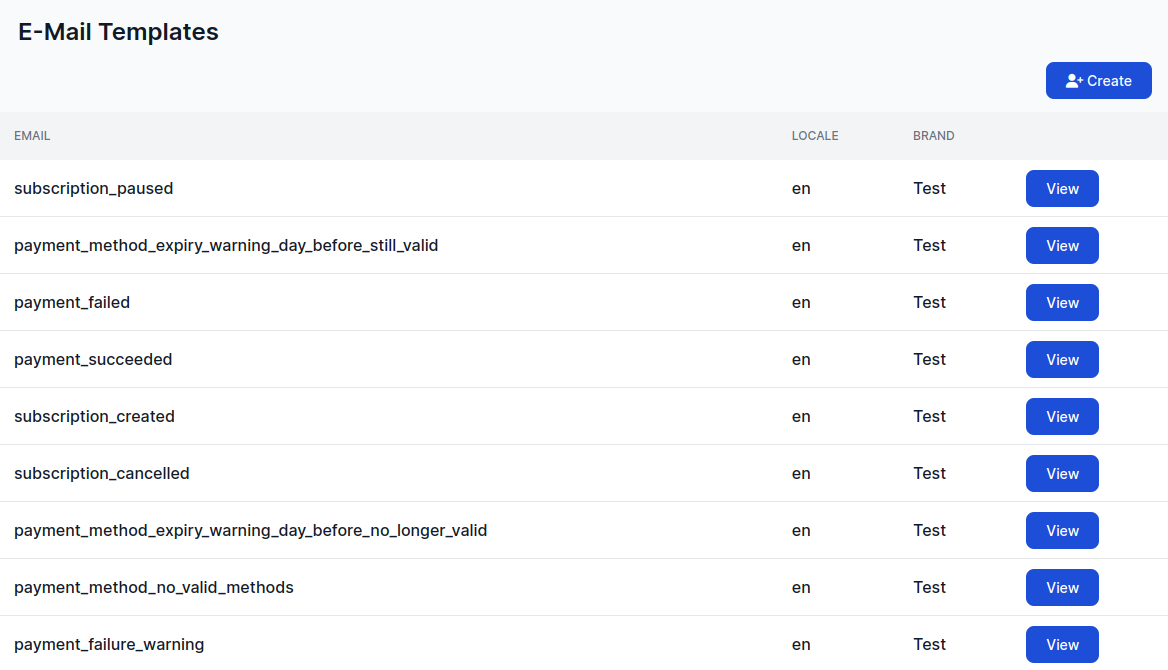 E-Mail Templates
Create
EMAIL LOCALE BRAND
subscription_paused en Test View
payment_method_expiry_warning_day_before_still_valid en Test View
payment_failed en Test View
payment_succeeded en Test View
subscription_created en Test View
subscription_cancelled en Test View
payment_method_expiry_warning_day_before_no_longer_valid en Test View
payment_method_no_valid_methods en Test View
payment_failure_warning en Test View